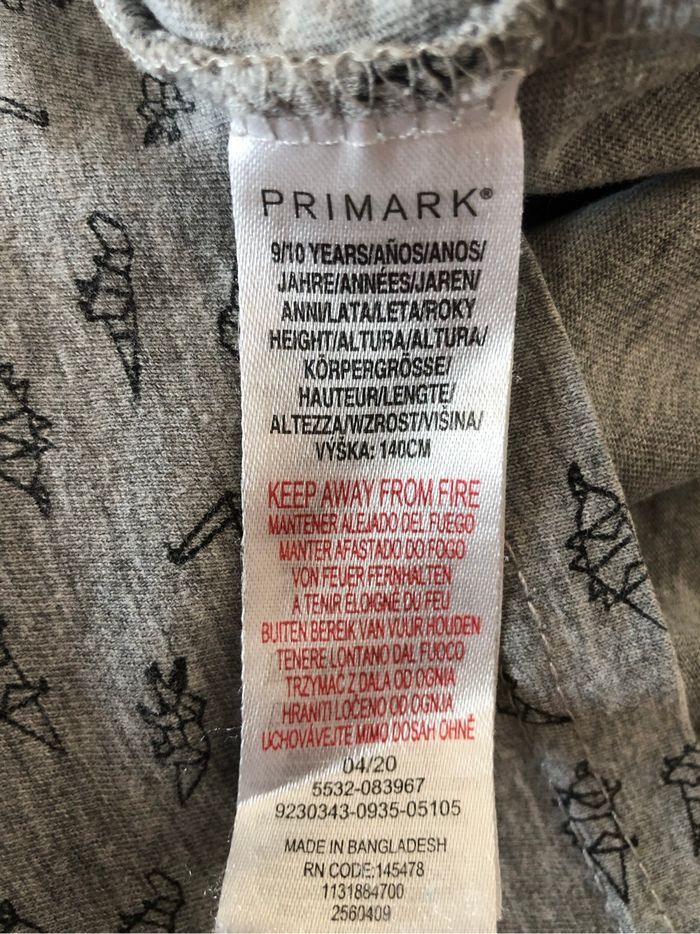 PRIMARK®
9/10 YEARS/AÑOS/ANOS/
JAHRE/ANNÉES/JAREN/
ANNI/LATA/LETA/ROKY
HEIGHT/ALTURA/ALTURA/
KÖRPERGRÖSSE/
HAUTEUR/LENGTE/
ALTEZZA/WZROST/VIŠINA/
VÝŠKA: 140CM
KEEP AWAY FROM FIRE
MANTENER ALEJADO DEL FUEGO
MANTER AFASTADO DO FOGO
VON FEUER FERNHALTEN
A TENIR ÉLOIGNÉ DU FEU
BUITEN BEREIK VAN VUUR HOUDEN
TENERE LONTANO DAL FUOCO
TRZYMAĆ Z DALA OD OGNIA
HRANITI LOČENO OD OGNJA
UCHOVÁVEJTE MIMO DOSAH OHNĚ
04/20
5532-083967
9230343-0935-05105
MADE IN BANGLADESH
RN CODE:145478
1131884700
2560409